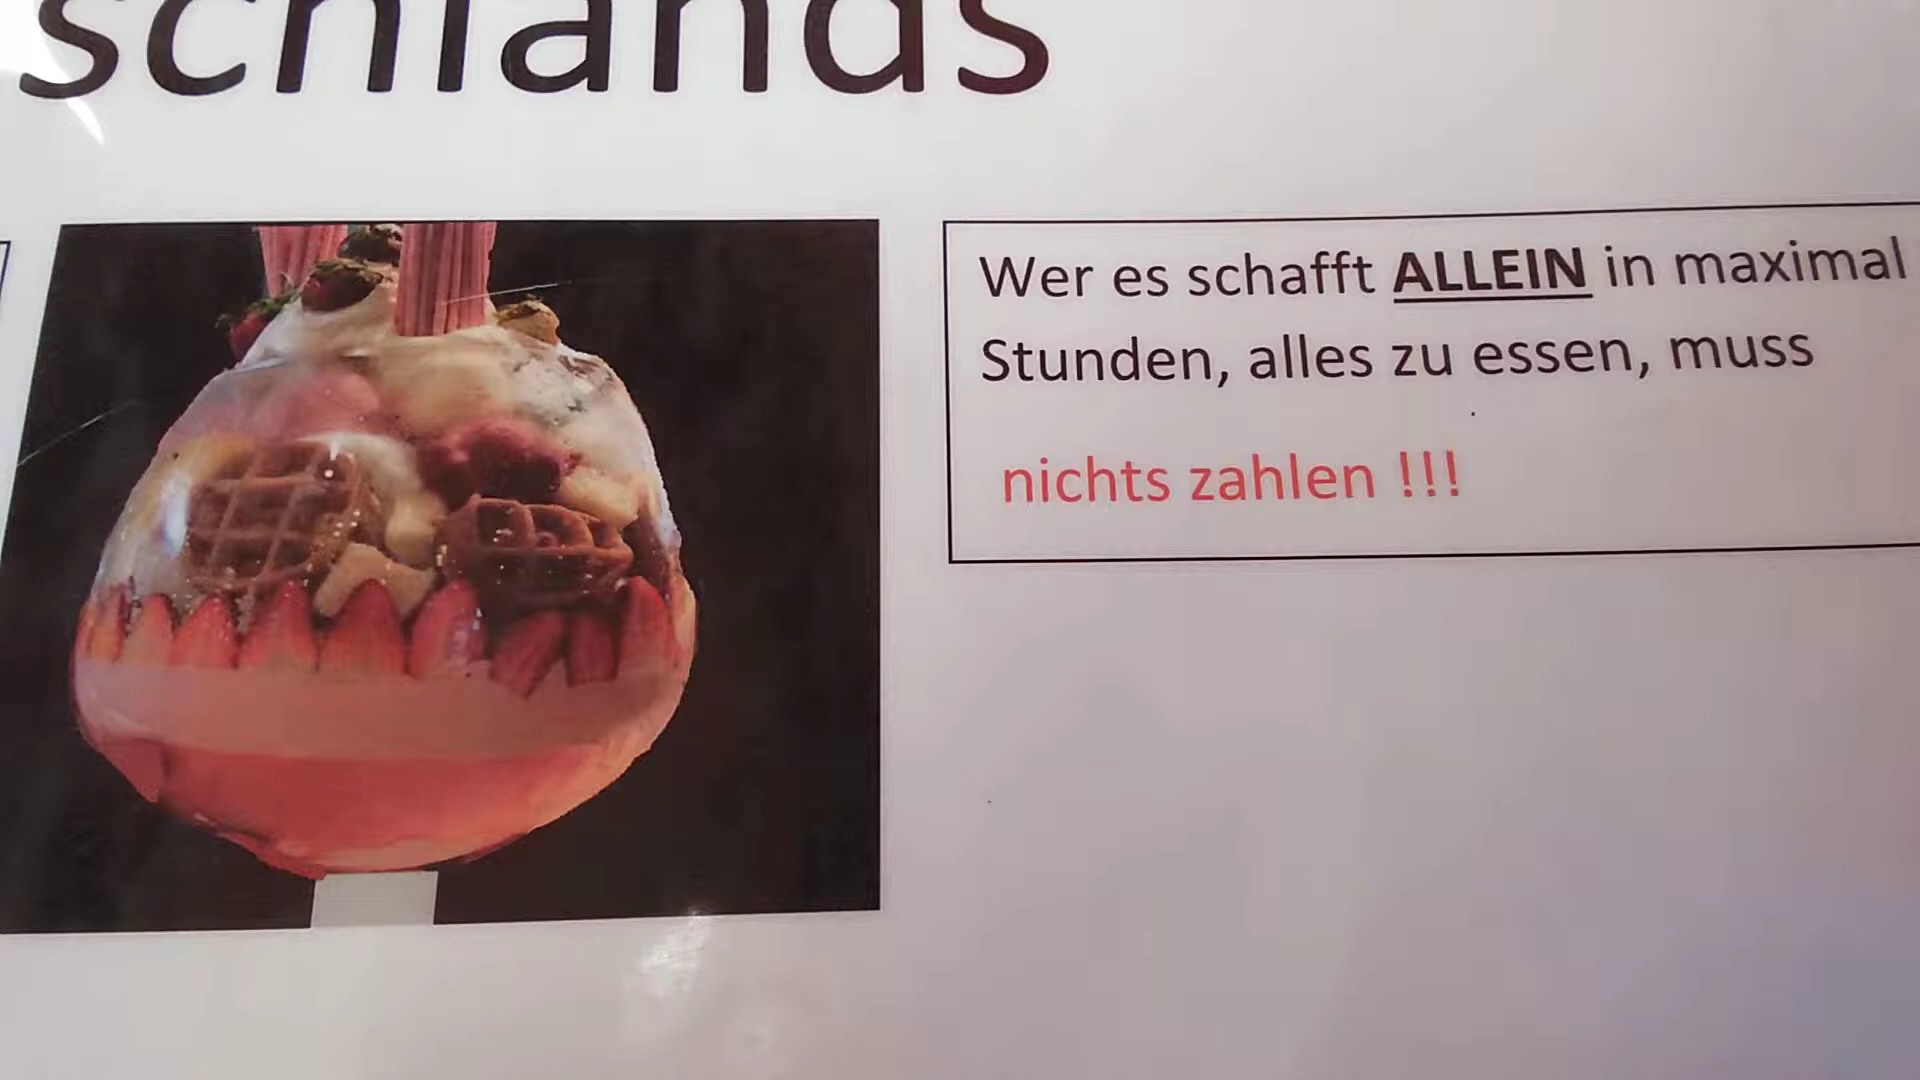 schlands
Wer es schafft ALLEIN in maximal
Stunden, alles zu essen, muss
nichts zahlen !!!